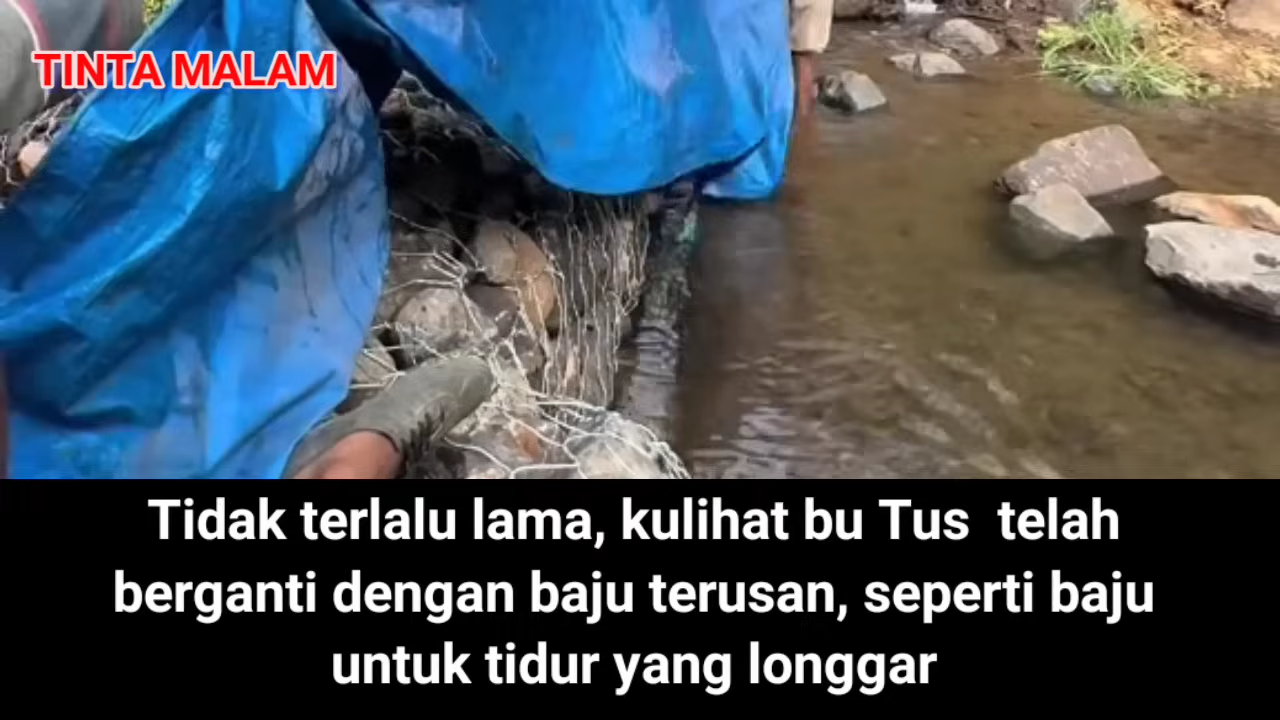 TINTA MALAM
Tidak terlalu lama, kulihat bu Tus  telah
berganti dengan baju terusan, seperti baju
untuk tidur yang longgar